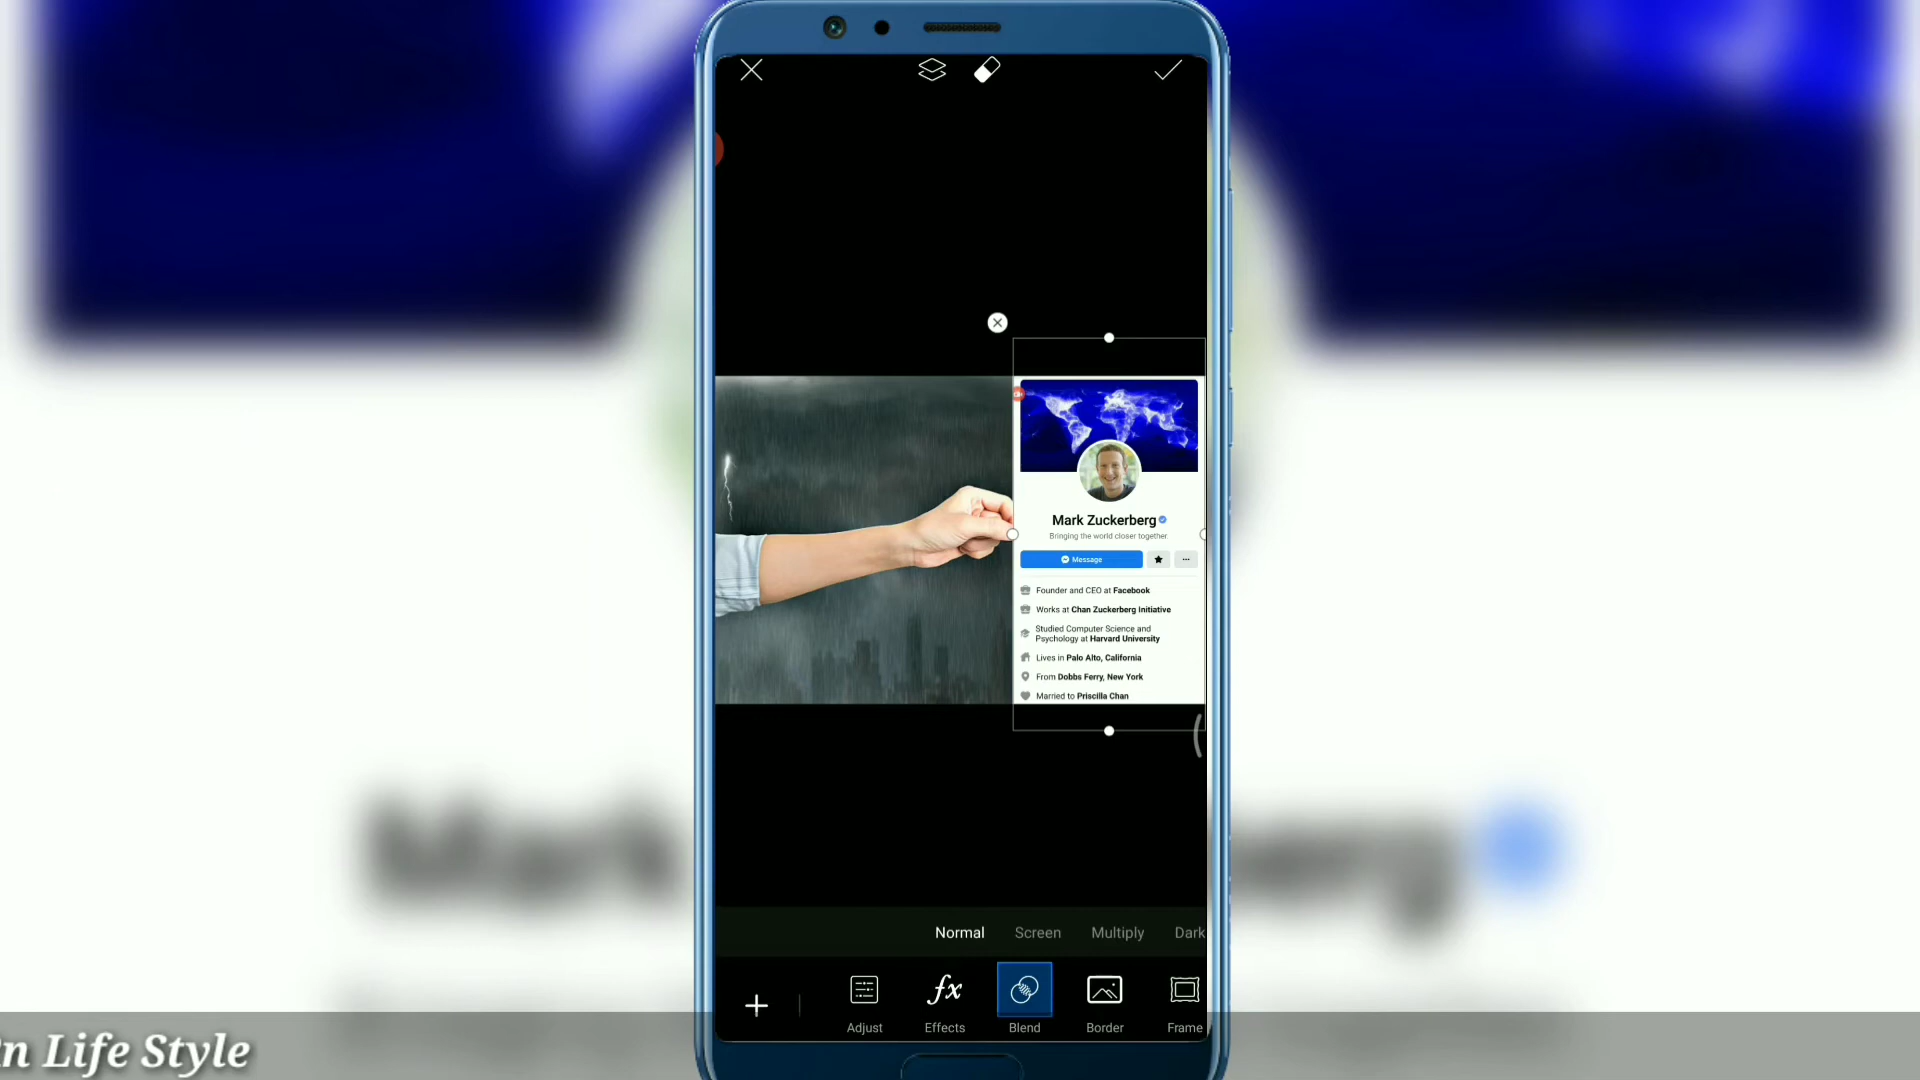 Mark Zuckerberg
Bringing the world closer together.
Message
Founder and CEO at Facebook
Works at Chan Zuckerberg Initiative
Studied Computer Science and
Psychology at Harvard University
Lives in Palo Alto, California
From Dobbs Ferry, New York
Married to Priscilla Chan
Normal Screen Multiply Dark
fx
Adjust Effects Blend Border Frame
n Life Style